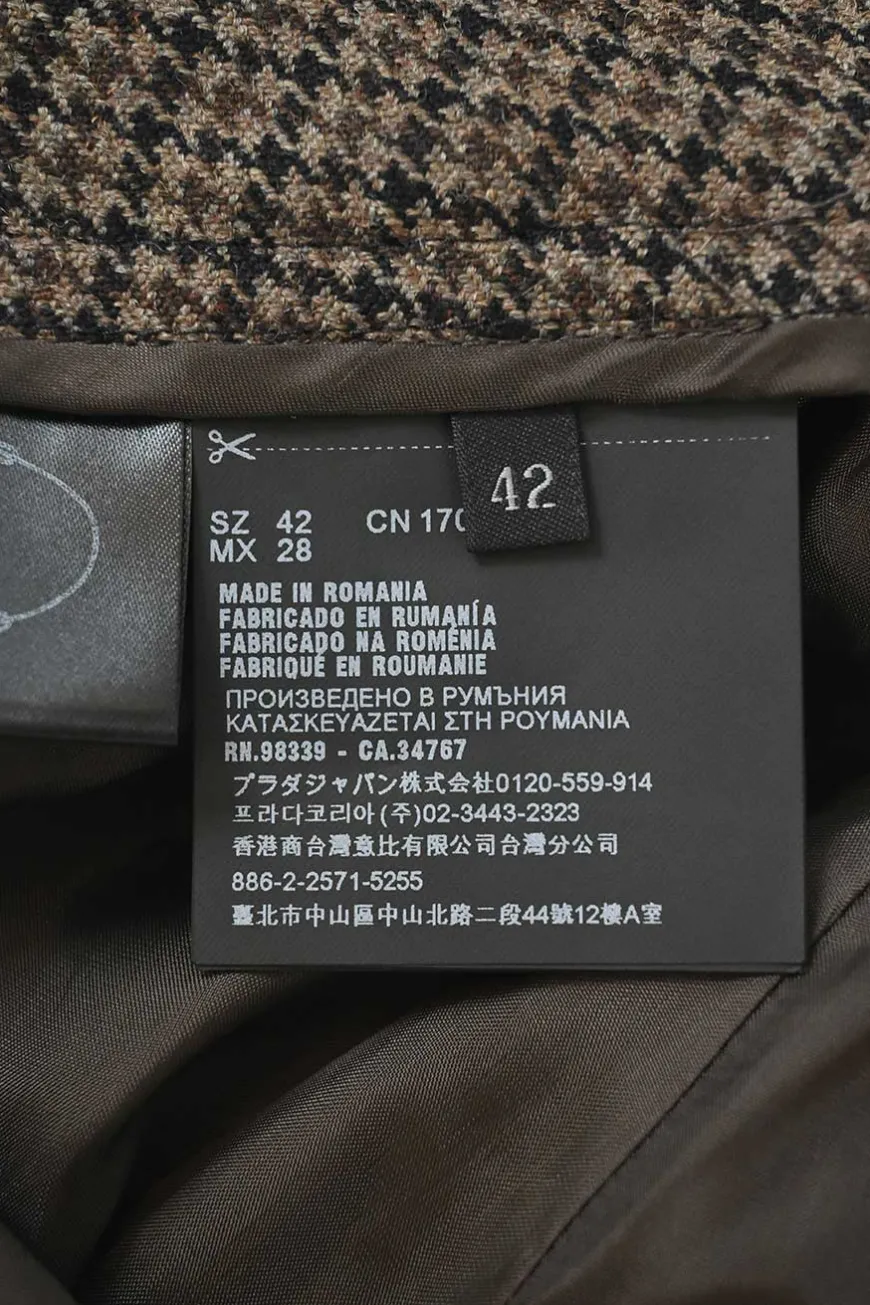 42
SZ 42 CN 170
MX 28
MADE IN ROMANIA
FABRICADO EN RUMANÍA
FABRICADO NA ROMÉNIA
FABRIQUÉ EN ROUMANIE
ПРОИЗВЕДЕНО В РУМЪНИЯ
ΚΑΤΑΣΚΕΥΑΖΕΤΑΙ ΣΤΗ ΡΟΥΜΑΝΙΑ
RN.98339 - CA.34767
プラダジャパン株式会社0120-559-914
프라다코리아(주)02-3443-2323
香港商台灣意比有限公司台灣分公司
886-2-2571-5255
臺北市中山區中山北路二段44號12樓A室